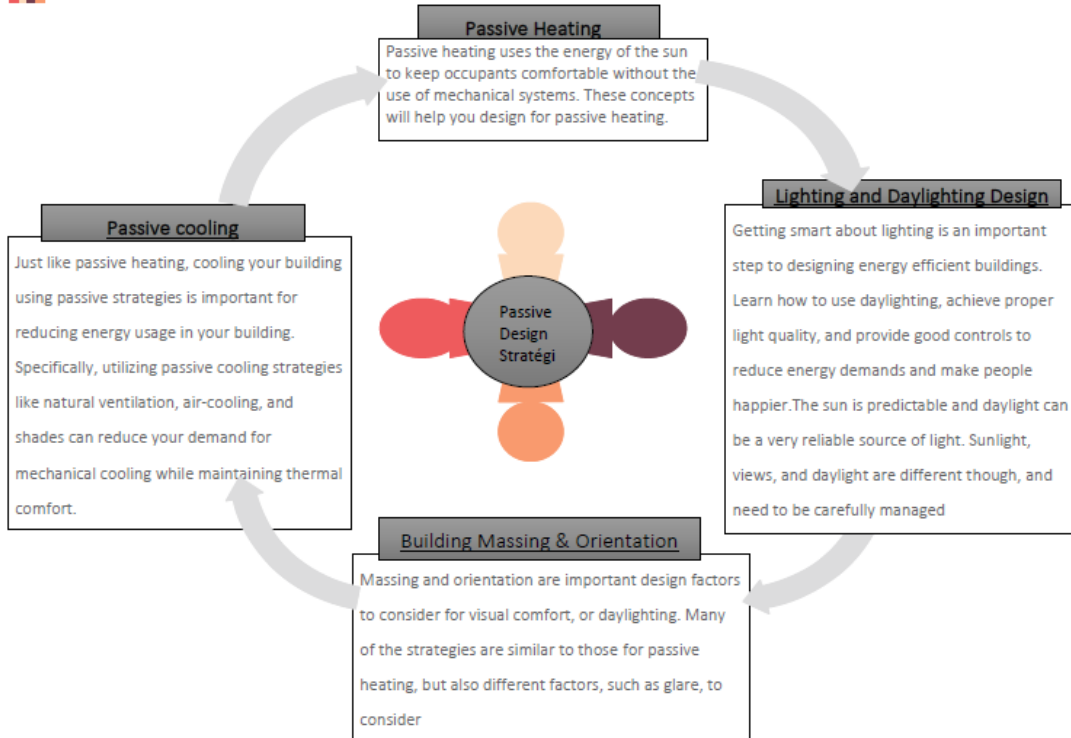 Passive Heating
Passive heating uses the energy of the sun
to keep occupants comfortable without the
use of mechanical systems. These concepts
will help you design for passive heating.
Lighting and Daylighting Design
Getting smart about lighting is an important
step to designing energy efficient buildings.
Learn how to use daylighting, achieve proper
light quality, and provide good controls to
reduce energy demands and make people
happier.The sun is predictable and daylight can
be a very reliable source of light. Sunlight,
views, and daylight are different though, and
need to be carefully managed
Building Massing & Orientation
Massing and orientation are important design factors
to consider for visual comfort, or daylighting. Many
of the strategies are similar to those for passive
heating, but also different factors, such as glare, to
consider
Passive cooling
Just like passive heating, cooling your building
using passive strategies is important for
reducing energy usage in your building.
Specifically, utilizing passive cooling strategies
like natural ventilation, air-cooling, and
shades can reduce your demand for
mechanical cooling while maintaining thermal
comfort.
Passive
Design
Stratégi